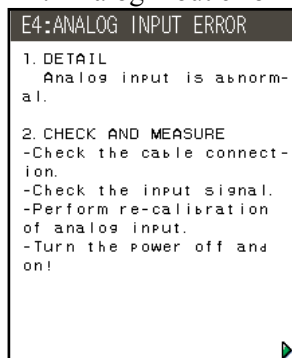 E4:ANALOG INPUT ERROR
1. DETAIL
Analog input is abnorm-
al.
2. CHECK AND MEASURE
-Check the cable connect-
ion.
-Check the input signal.
-Perform re-calibration
of analog input.
-Turn the power off and
on!